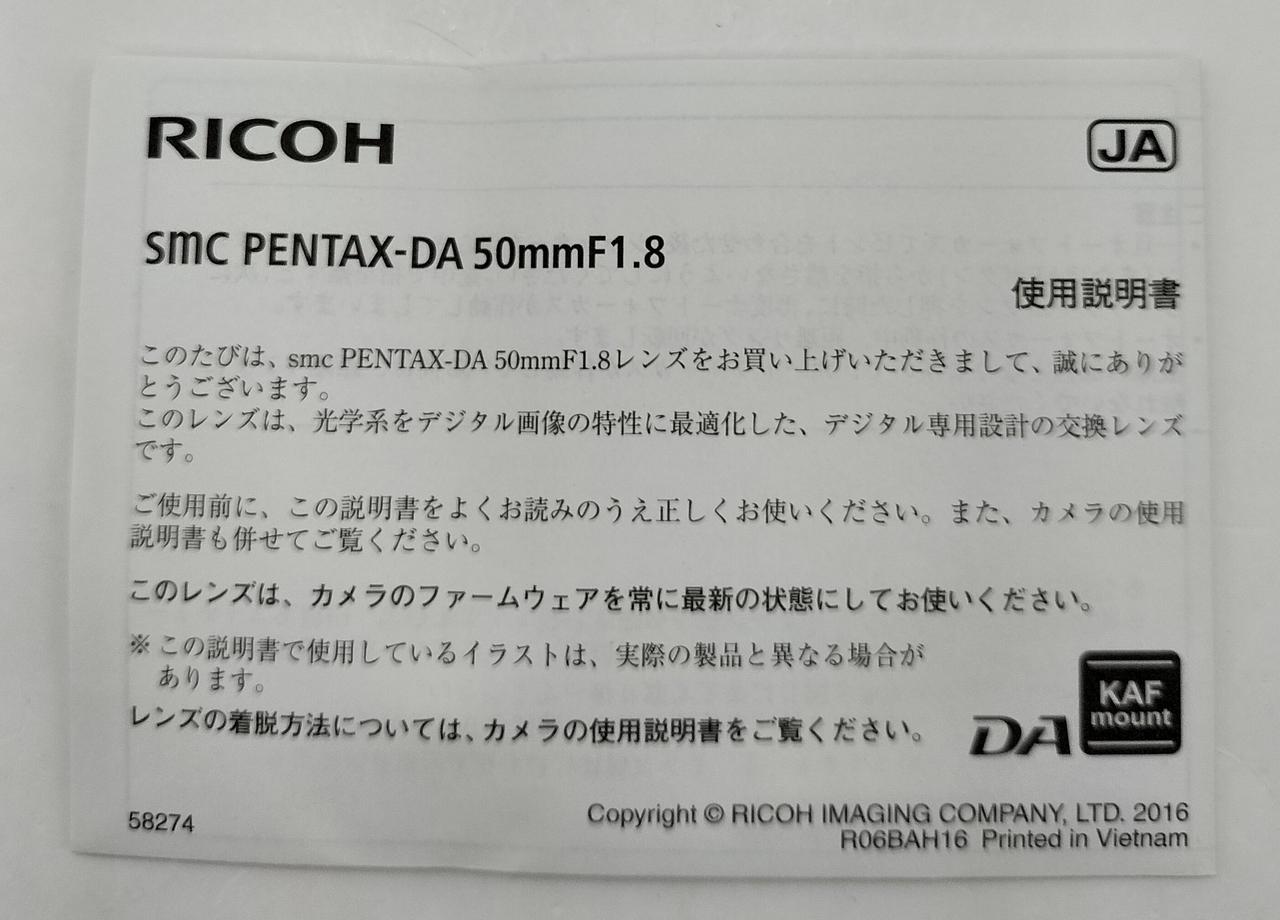 RICOH
JA
smc PENTAX-DA 50mmF1.8
使用説明書
このたびは、smc PENTAX-DA 50mmF1.8レンズをお買い上げいただきまして、誠にありが
とうございます。
このレンズは、光学系をデジタル画像の特性に最適化した、デジタル専用設計の交換レンズ
です。
ご使用前に、この説明書をよくお読みのうえ正しくお使いください。また、カメラの使用
説明書も併せてご覧ください。
このレンズは、カメラのファームウェアを常に最新の状態にしてお使いください。
※ この説明書で使用しているイラストは、実際の製品と異なる場合が
あります。
レンズの着脱方法については、カメラの使用説明書をご覧ください。
DA
KAF
mount
58274
Copyright © RICOH IMAGING COMPANY, LTD. 2016
R06BAH16 Printed in Vietnam